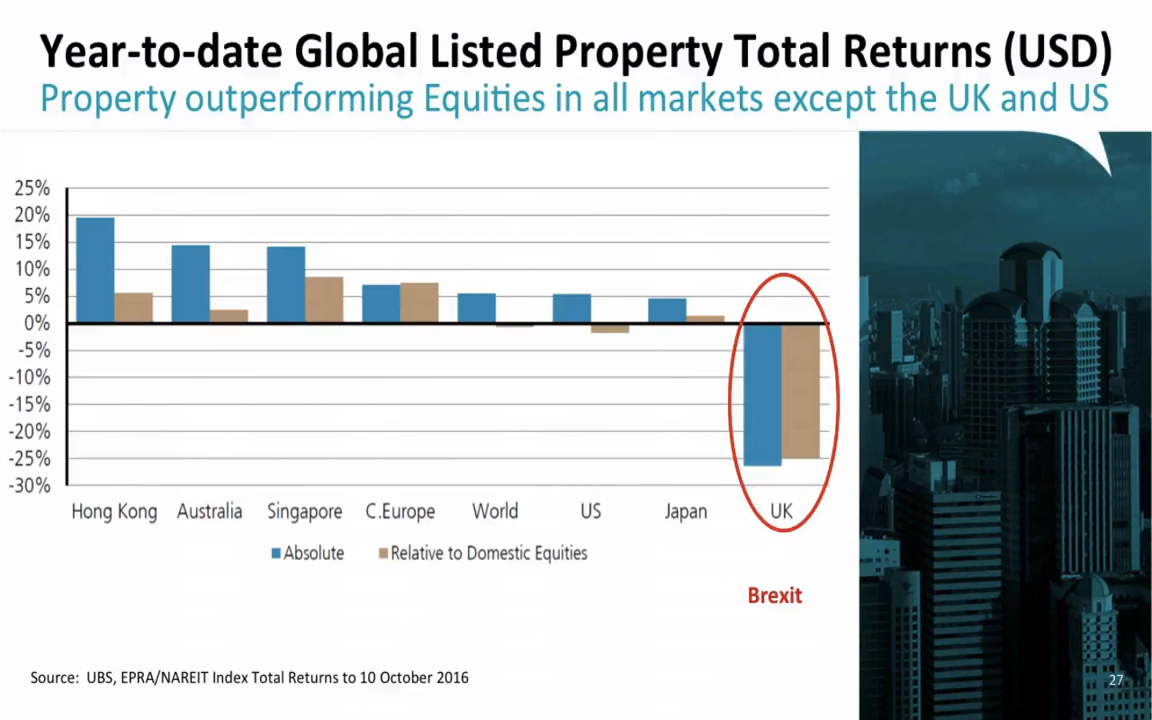 Year-to-date Global Listed Property Total Returns (USD)
Property outperforming Equities in all markets except the UK and US
25%
20%
15%
10%
5%
0%
-5%
-10%
-15%
-20%
-25%
-30%
Hong Kong Australia Singapore C.Europe World US Japan UK
Absolute Relative to Domestic Equities
Brexit
Source: UBS, EPRA/NAREIT Index Total Returns to 10 October 2016
27